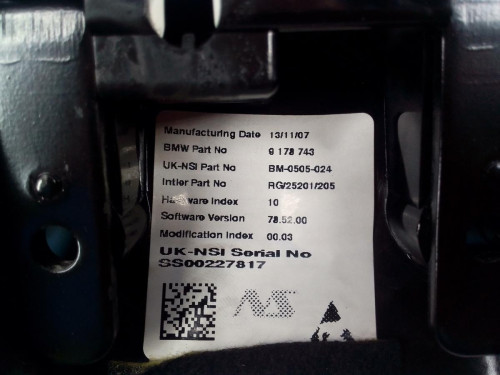 Manufacturing Date 13/11/07
BMW Part No 9 178 743
UK-NSI Part No BM-0505-024
Intier Part No RG/25201/205
Hardware Index 10
Software Version 78.52.00
Modification Index 00.03
UK-NSI Serial No
SS00227817
NS